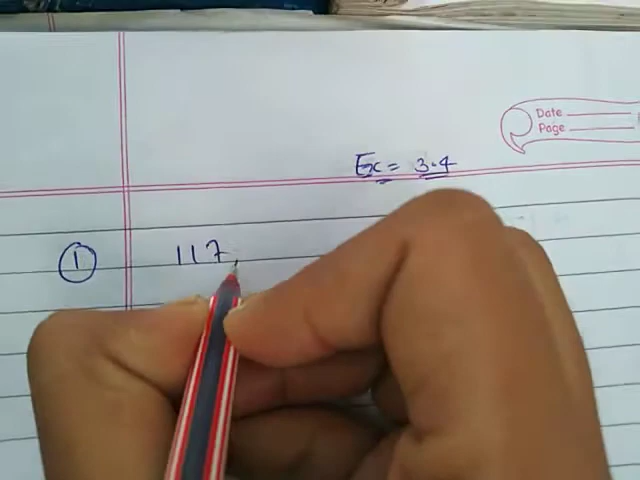 Date
Page
Ex = 3.4
① 117,